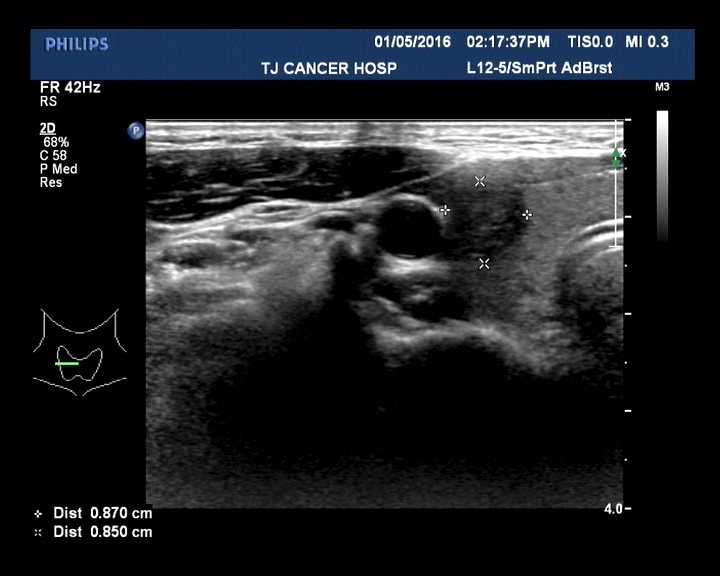 PHILIPS
01/05/2016 02:17:37PM TIS0.0 MI 0.3
TJ CANCER HOSP L12-5/SmPrt AdBrst
FR 42Hz
RS
M3
2D
68%
C 58
P Med
Res
P
X
4.0
Dist 0.870 cm
Dist 0.850 cm